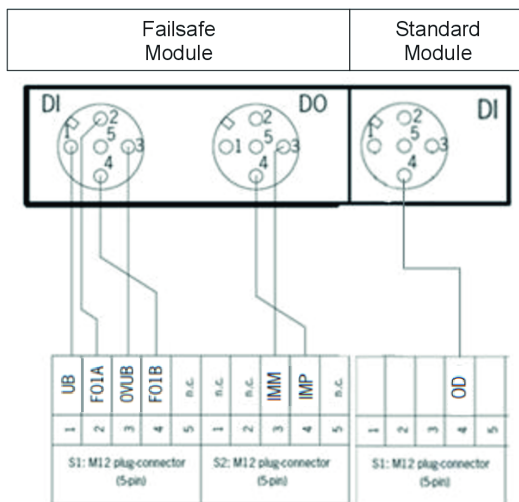 Failsafe
Module
Standard
Module
DI
DO
DI
1 2 3 4 5
1 2 3 4 5
1 2 3 4 5
UB F01A 0VUB F01B n.c. n.c. n.c. IMM IMP n.c. OD
1 2 3 4 5 1 2 3 4 5 1 2 3 4 5
S1: M12 plug-connector
(5-pin)
S2: M12 plug-connector
(5-pin)
S1: M12 plug-connector
(5-pin)